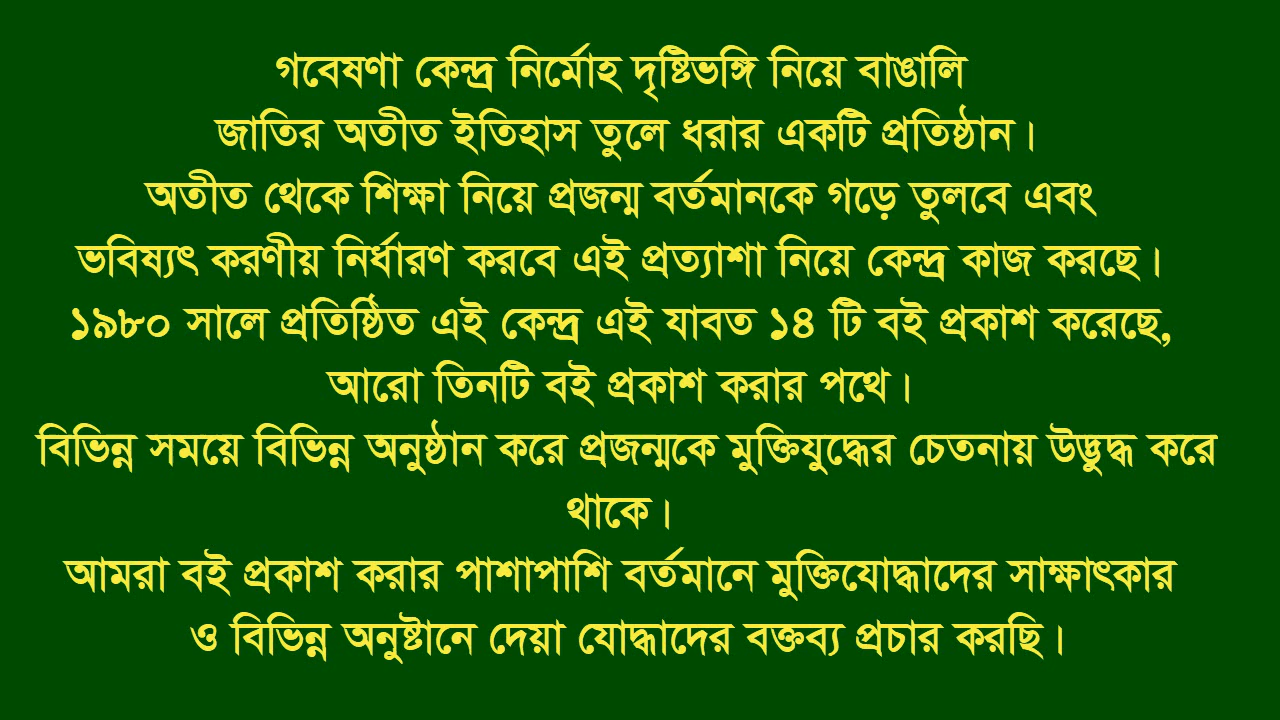 গবেষণা কেন্দ্র নির্মোহ দৃষ্টিভঙ্গি নিয়ে বাঙালি
জাতির অতীত ইতিহাস তুলে ধরার একটি প্রতিষ্ঠান।
অতীত থেকে শিক্ষা নিয়ে প্রজন্ম বর্তমানকে গড়ে তুলবে এবং
ভবিষ্যৎ করণীয় নির্ধারণ করবে এই প্রত্যাশা নিয়ে কেন্দ্র কাজ করছে।
১৯৮০ সালে প্রতিষ্ঠিত এই কেন্দ্র এই যাবত ১৪ টি বই প্রকাশ করেছে,
আরো তিনটি বই প্রকাশ করার পথে।
বিভিন্ন সময়ে বিভিন্ন অনুষ্ঠান করে প্রজন্মকে মুক্তিযুদ্ধের চেতনায় উদ্ভুদ্ধ করে
থাকে।
আমরা বই প্রকাশ করার পাশাপাশি বর্তমানে মুক্তিযোদ্ধাদের সাক্ষাৎকার
ও বিভিন্ন অনুষ্টানে দেয়া যোদ্ধাদের বক্তব্য প্রচার করছি।